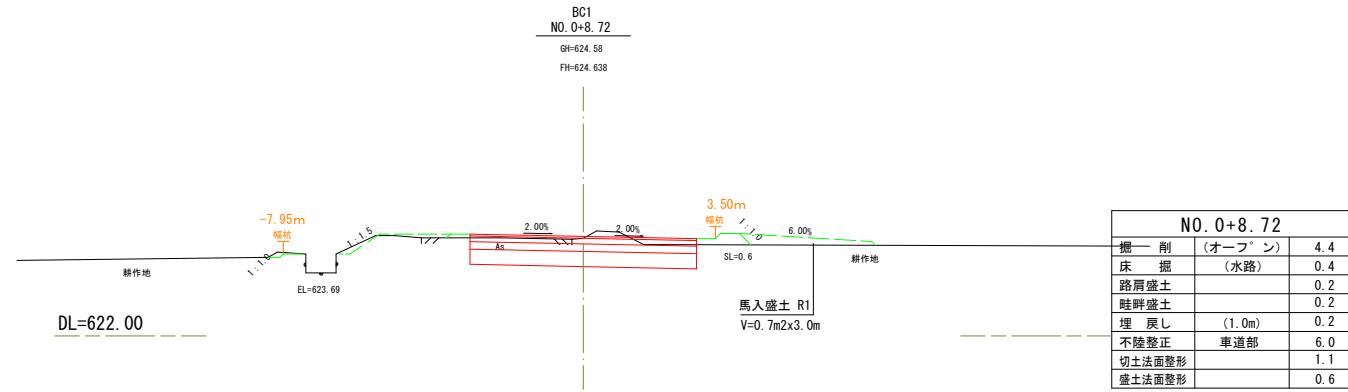 BC1
NO.0+8.72
GH=624.58
FH=624.638
-7.95m
幅杭
1:1.5
2.00%
2.00%
3.50m
幅杭
1:1.0
6.00%
As
1:1.0
耕作地
EL=623.69
SL=0.6
耕作地
馬入盛土 R1
V=0.7m2x3.0m
DL=622.00
NO.0+8.72
掘 削 (オープン) 4.4
床 掘 (水路) 0.4
路肩盛土 0.2
畦畔盛土 0.2
埋 戻し (1.0m) 0.2
不陸整正 車道部 6.0
切土法面整形 1.1
盛土法面整形 0.6